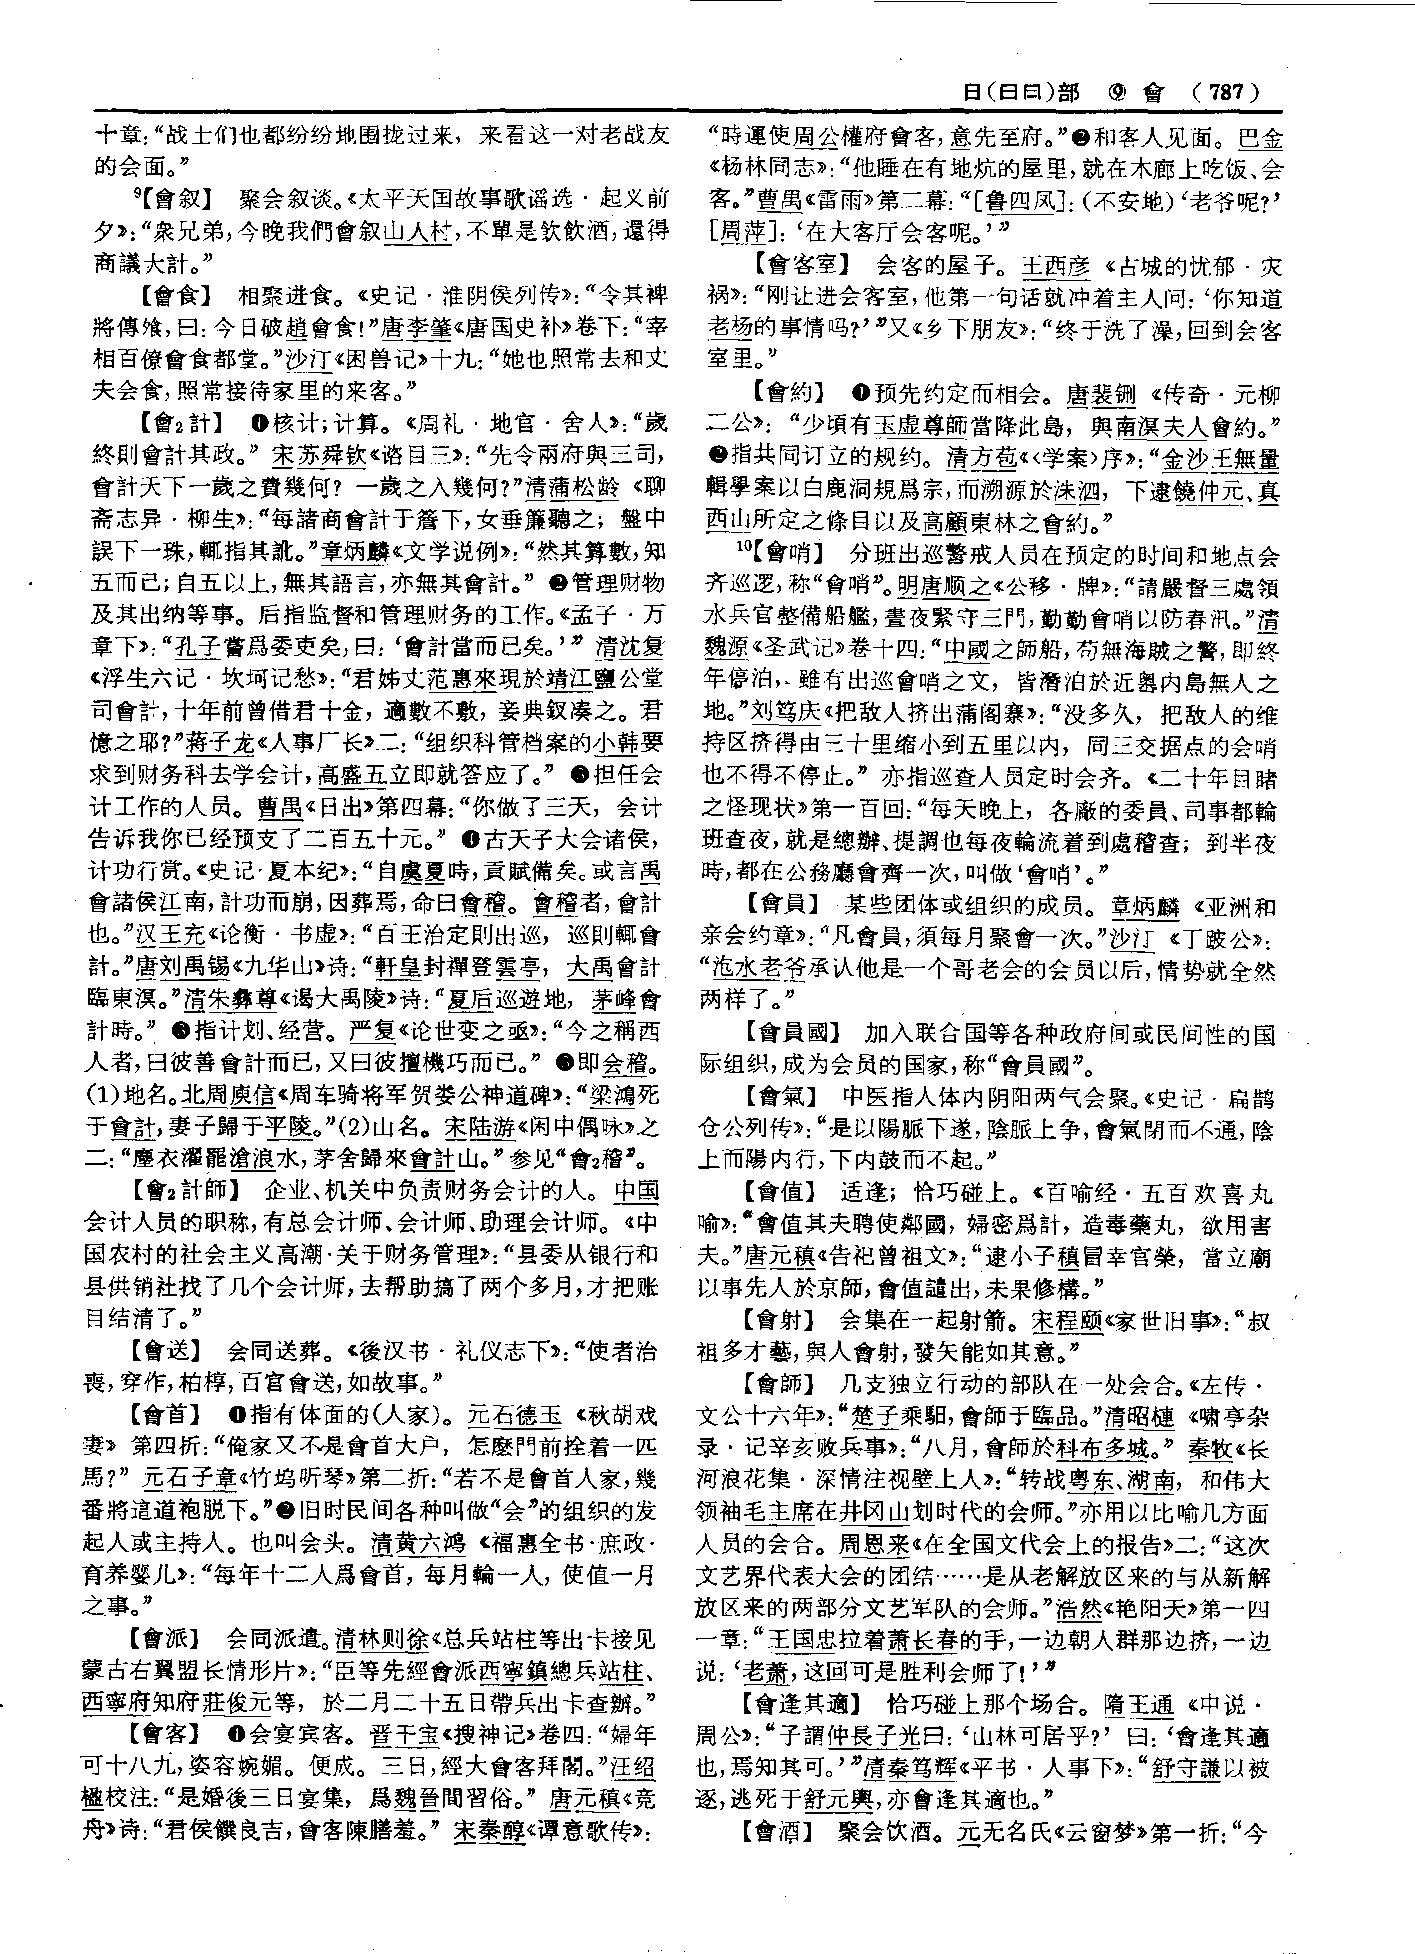 日(日曰)部 ⑨ 會 (787)
十章:“战士们也都纷纷地围拢过来，来看这一对老战友
的会面。”
⁹【會叙】 聚会叙谈。《太平天国故事歌谣选·起义前
夕》:“衆兄弟,今晚我們會叙山人村,不單是飲飲酒,還得
商議大計。”
【會食】 相聚进食。《史记·淮阴侯列传》:“令其裨
將傳飧,曰:今日破趙會食!”唐李肇《唐国史补》卷下:“宰
相百僚會食都堂。”沙汀《困兽记》十九:“她也照常去和丈
夫会食,照常接待家里的来客。”
【會₂計】 ❶核计;计算。《周礼·地官·舍人》:“歲
終則會計其政。”宋苏舜钦《谘目三》:“先令兩府與三司,
會計天下一歲之費幾何?一歲之入幾何?”清蒲松龄《聊
斋志异·柳生》:“每諸商會計于簷下,女垂簾聽之;盤中
誤下一珠,輒指其訛。”章炳麟《文学说例》:“然其算數,知
五而已;自五以上,無其語言,亦無其會計。”❷管理财物
及其出纳等事。后指监督和管理财务的工作。《孟子·万
章下》:“孔子嘗爲委吏矣,曰:‘會計當而已矣。’”清沈复
《浮生六记·坎坷记愁》:“君姊丈范惠來現於靖江鹽公堂
司會計,十年前曾借君十金，適數不敷，妾典釵凑之。君
憶之耶?”蒋子龙《人事厂长》二:“组织科管档案的小韩要
求到财务科去学会计,高盛五立即就答应了。”❸担任会
计工作的人员。曹禺《日出》第四幕:“你做了三天，会计
告诉我你已经预支了二百五十元。”❹古天子大会诸侯,
计功行赏。《史记·夏本纪》:“自虞夏時,貢賦備矣。或言禹
會諸侯江南,計功而崩,因葬焉,命曰會稽。會稽者,會計
也。”汉王充《论衡·书虚》:“百王治定則出巡，巡則輒會
計。”唐刘禹锡《九华山》诗:“軒皇封禪登雲亭，大禹會計
臨東溟。”清朱彝尊《谒大禹陵》诗:“夏后巡遊地，茅峰會
計時。”❺指计划、经营。严复《论世变之亟》:“今之稱西
人者,曰彼善會計而已,又曰彼擅機巧而已。”❻即会稽。
(1)地名。北周庾信《周车骑将军贺娄公神道碑》:“梁鴻死
于會計,妻子歸于平陵。”(2)山名。宋陆游《闲中偶咏》之
二:“塵衣濯罷滄浪水,茅舍歸來會計山。”参见“會₂稽”。
【會₂計師】 企业、机关中负责财务会计的人。中国
会计人员的职称,有总会计师、会计师、助理会计师。《中
国农村的社会主义高潮·关于财务管理》:“县委从银行和
县供销社找了几个会计师,去帮助搞了两个多月,才把账
目结清了。”
【會送】 会同送葬。《後汉书·礼仪志下》:“使者治
喪,穿作,柏椁,百官會送,如故事。”
【會首】 ❶指有体面的(人家)。元石德玉《秋胡戏
妻》第四折:“俺家又不是會首大户，怎麽門前拴着一匹
馬?”元石子章《竹坞听琴》第二折:“若不是會首人家,幾
番將這道袍脱下。”❷旧时民间各种叫做“会”的组织的发
起人或主持人。也叫会头。清黄六鸿《福惠全书·庶政·
育养婴儿》:“每年十二人爲會首，每月輪一人，使值一月
之事。”
【會派】 会同派遣。清林则徐《总兵站柱等出卡接见
蒙古右翼盟长情形片》:“臣等先經會派西寧鎮總兵站柱、
西寧府知府莊俊元等，於二月二十五日帶兵出卡查辦。”
【會客】 ❶会宴宾客。晋干宝《搜神记》卷四:“婦年
可十八九,姿容婉媚。便成。三日,經大會客拜閣。”汪绍
楹校注:“是婚後三日宴集，爲魏晉間習俗。”唐元稹《竞
舟》诗:“君侯饌良吉,會客陳膳羞。”宋秦醇《谭意歌传》:
“時運使周公權府會客,意先至府。”❷和客人见面。巴金
《杨林同志》:“他睡在有地炕的屋里,就在木廊上吃饭、会
客。”曹禺《雷雨》第二幕:“[鲁四凤]:(不安地)‘老爷呢?’
[周萍]:‘在大客厅会客呢。’”
【會客室】 会客的屋子。王西彦《古城的忧郁·灾
祸》:“刚让进会客室,他第一句话就冲着主人问:‘你知道
老杨的事情吗?’”又《乡下朋友》:“终于洗了澡,回到会客
室里。”
【會約】 ❶预先约定而相会。唐裴铏《传奇·元柳
二公》:“少頃有玉虚尊師當降此島，與南溟夫人會約。”
❷指共同订立的规约。清方苞《〈学案〉序》:“金沙王無量
輯學案以白鹿洞規爲宗,而溯源於洙泗，下逮饒仲元、真
西山所定之條目以及高顧東林之會約。”
¹⁰【會哨】 分班出巡警戒人员在预定的时间和地点会
齐巡逻,称“會哨”。明唐顺之《公移·牌》:“請嚴督三處領
水兵官整備船艦,晝夜緊守三門,勤勤會哨以防春汛。”清
魏源《圣武记》卷十四:“中國之師船,苟無海賊之警,即終
年停泊,雖有出巡會哨之文，皆潛泊於近嶴内島無人之
地。”刘笃庆《把敌人挤出蒲阁寨》:“没多久，把敌人的维
持区挤得由三十里缩小到五里以内，同三交据点的会哨
也不得不停止。”亦指巡查人员定时会齐。《二十年目睹
之怪现状》第一百回:“每天晚上，各廠的委員、司事都輪
班查夜,就是總辦、提調也每夜輪流着到處稽查；到半夜
時,都在公務廳會齊一次,叫做‘會哨’。”
【會員】 某些团体或组织的成员。章炳麟《亚洲和
亲会约章》:“凡會員,須每月聚會一次。”沙汀《丁跛公》:
“沲水老爷承认他是一个哥老会的会员以后,情势就全然
两样了。”
【會員國】 加入联合国等各种政府间或民间性的国
际组织,成为会员的国家,称“會員國”。
【會氣】 中医指人体内阴阳两气会聚。《史记·扁鹊
仓公列传》:“是以陽脈下遂,陰脈上争,會氣閉而不通,陰
上而陽内行,下内鼓而不起。”
【會值】 适逢；恰巧碰上。《百喻经·五百欢喜丸
喻》:“會值其夫聘使鄰國，婦密爲計，造毒藥丸，欲用害
夫。”唐元稹《告祀曾祖文》:“逮小子稹冒幸官榮，當立廟
以事先人於京師,會值譴出,未果修構。”
【會射】 会集在一起射箭。宋程颐《家世旧事》:“叔
祖多才藝,與人會射,發矢能如其意。”
【會師】 几支独立行动的部队在一处会合。《左传·
文公十六年》:“楚子乘馹,會師于臨品。”清昭梿《啸亭杂
录·记辛亥败兵事》:“八月,會師於科布多城。”秦牧《长
河浪花集·深情注视壁上人》:“转战粤东、湖南，和伟大
领袖毛主席在井冈山划时代的会师。”亦用以比喻几方面
人员的会合。周恩来《在全国文代会上的报告》二:“这次
文艺界代表大会的团结……是从老解放区来的与从新解
放区来的两部分文艺军队的会师。”浩然《艳阳天》第一四
一章:“王国忠拉着萧长春的手,一边朝人群那边挤,一边
说:‘老萧,这回可是胜利会师了!’”
【會逢其適】 恰巧碰上那个场合。隋王通《中说·
周公》:“子謂仲長子光曰:‘山林可居乎?’曰:‘會逢其適
也,焉知其可。’”清秦笃辉《平书·人事下》:“舒守謙以被
逐,逃死于舒元輿,亦會逢其適也。”
【會酒】 聚会饮酒。元无名氏《云窗梦》第一折:“今